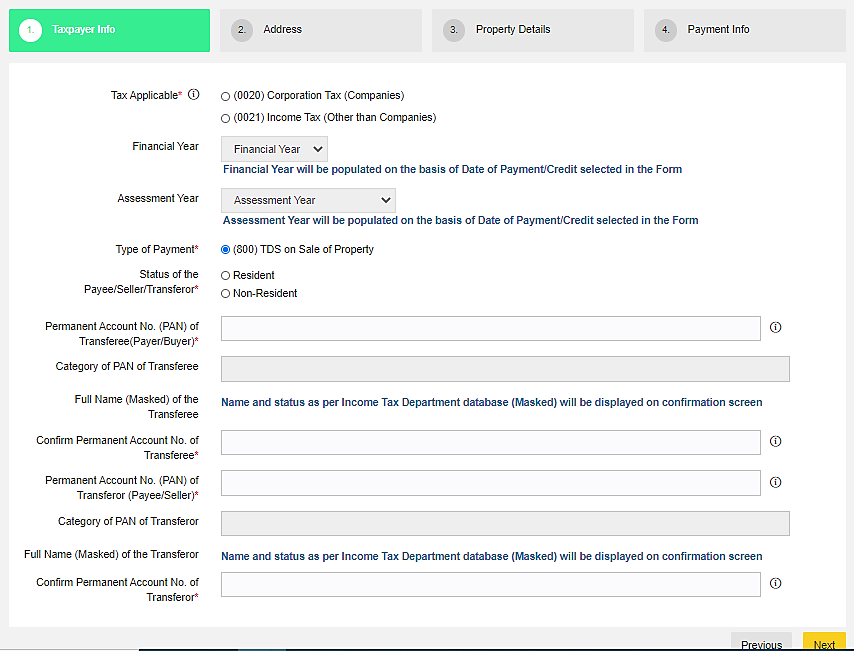 1. Taxpayer Info
2. Address
3. Property Details
4. Payment Info
Tax Applicable*
(0020) Corporation Tax (Companies)
(0021) Income Tax (Other than Companies)
Financial Year
Financial Year
Financial Year will be populated on the basis of Date of Payment/Credit selected in the Form
Assessment Year
Assessment Year
Assessment Year will be populated on the basis of Date of Payment/Credit selected in the Form
Type of Payment*
(800) TDS on Sale of Property
Status of the
Payee/Seller/Transferor*
Resident
Non-Resident
Permanent Account No. (PAN) of
Transferee(Payer/Buyer)*
Category of PAN of Transferee
Full Name (Masked) of the
Transferee
Name and status as per Income Tax Department database (Masked) will be displayed on confirmation screen
Confirm Permanent Account No. of
Transferee*
Permanent Account No. (PAN) of
Transferor (Payee/Seller)*
Category of PAN of Transferor
Full Name (Masked) of the Transferor
Name and status as per Income Tax Department database (Masked) will be displayed on confirmation screen
Confirm Permanent Account No. of
Transferor*
Previous
Next